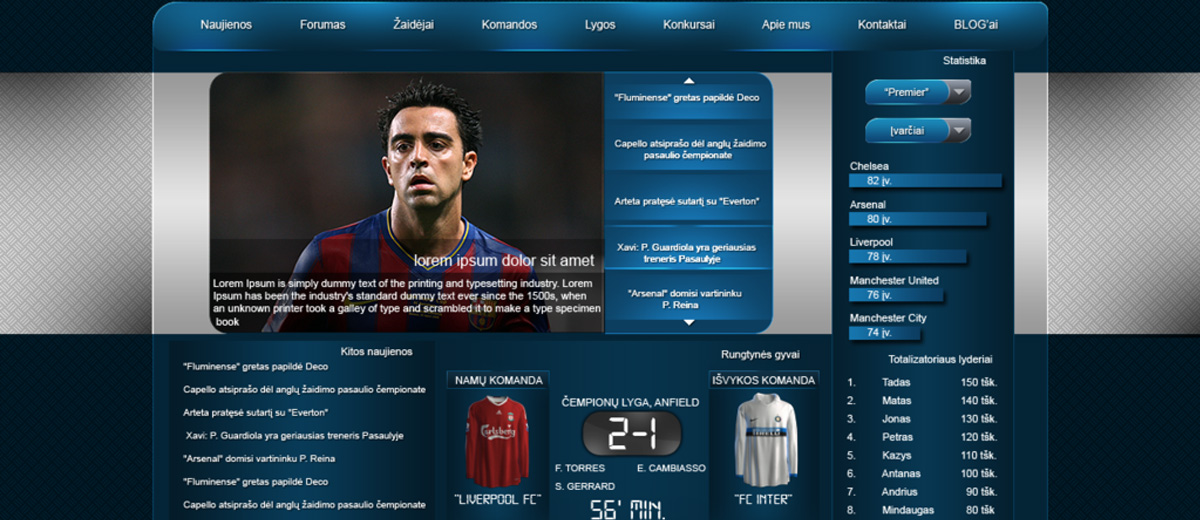 Naujienos Forumas Žaidėjai Komandos Lygos Konkursai Apie mus Kontaktai BLOG'ai
lorem ipsum dolor sit amet
Lorem Ipsum is simply dummy text of the printing and typesetting industry. Lorem
Ipsum has been the industry's standard dummy text ever since the 1500s, when
an unknown printer took a galley of type and scrambled it to make a type specimen
book
"Fluminense" gretas papildė Deco
Capello atsiprašo dėl anglų žaidimo
pasaulio čempionate
Arteta pratęsė sutartį su "Everton"
Xavi: P. Guardiola yra geriausias
treneris Pasaulyje
"Arsenal" domisi vartininku
P. Reina
Statistika
"Premier"
Įvarčiai
Chelsea
82 įv.
Arsenal
80 įv.
Liverpool
78 įv.
Manchester United
76 įv.
Manchester City
74 įv.
Totalizatoriaus lyderiai
1. Tadas 150 tšk.
2. Matas 140 tšk.
3. Jonas 130 tšk.
4. Petras 120 tšk.
5. Kazys 110 tšk.
6. Antanas 100 tšk.
7. Andrius 90 tšk.
8. Mindaugas 80 tšk
Kitos naujienos
"Fluminense" gretas papildė Deco
Capello atsiprašo dėl anglų žaidimo pasaulio čempionate
Arteta pratęsė sutartį su "Everton"
Xavi: P. Guardiola yra geriausias treneris Pasaulyje
"Arsenal" domisi vartininku P. Reina
"Fluminense" gretas papildė Deco
Capello atsiprašo dėl anglų žaidimo pasaulio čempionate
Rungtynės gyvai
NAMŲ KOMANDA
Carlsberg
"LIVERPOOL FC"
ČEMPIONŲ LYGA, ANFIELD
2-1
F. TORRES E. CAMBIASSO
S. GERRARD
56' MIN.
IŠVYKOS KOMANDA
PIRELLI
"FC INTER"